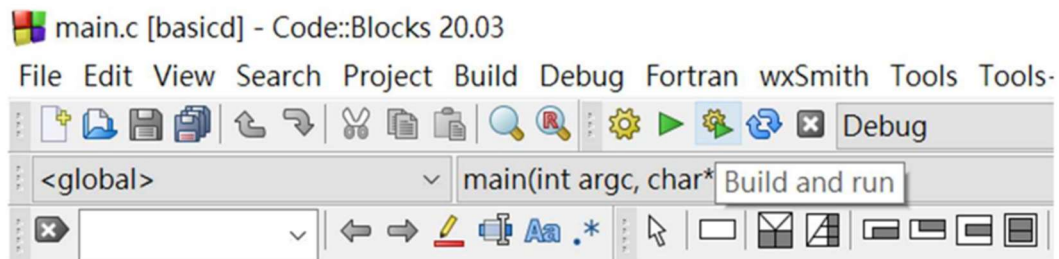 main.c [basicd] - Code::Blocks 20.03
File Edit View Search Project Build Debug Fortran wxSmith Tools Tools-
R Debug
<global> main(int argc, char* Build and run
Aa .*